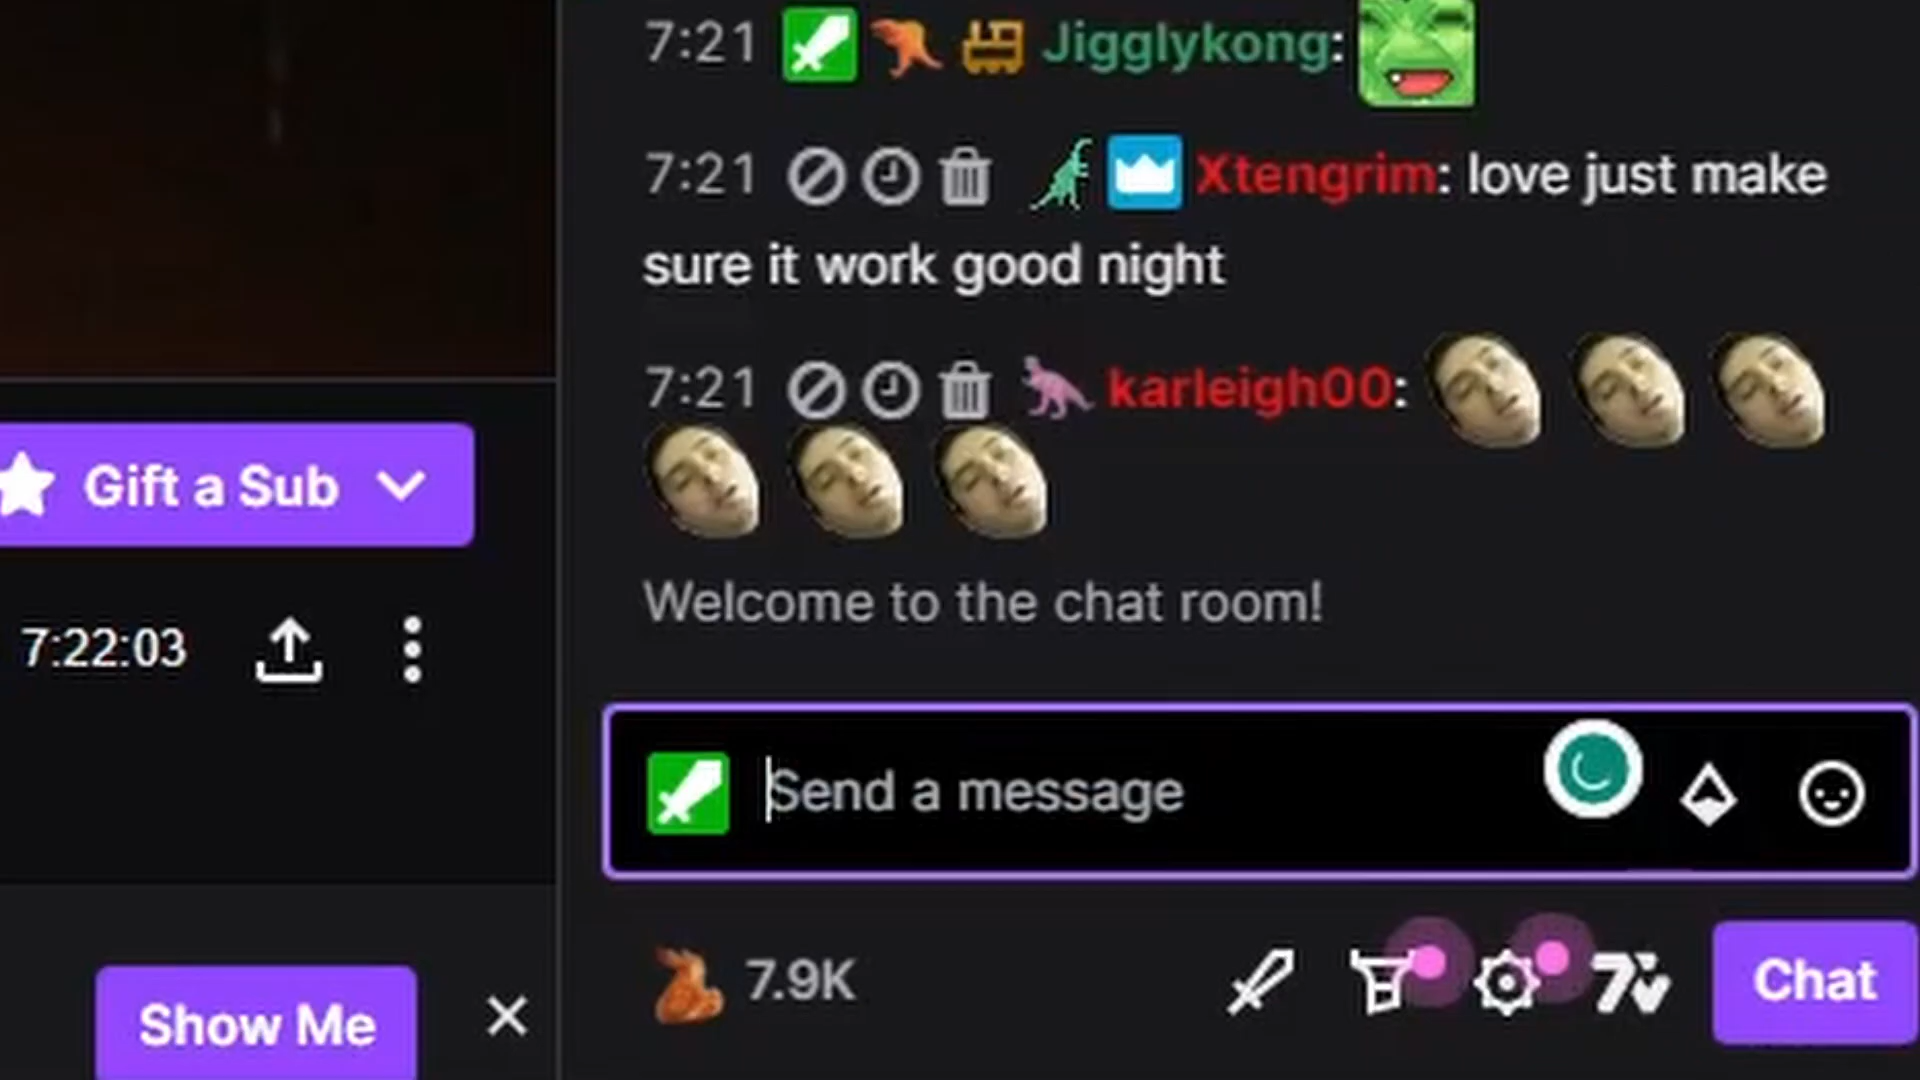 7:21 Jigglykong:
7:21 Xtengrim: love just make
sure it work good night
7:21 karleigh00:
Welcome to the chat room!
Gift a Sub
7:22:03
Send a message
7.9K
Chat
Show Me